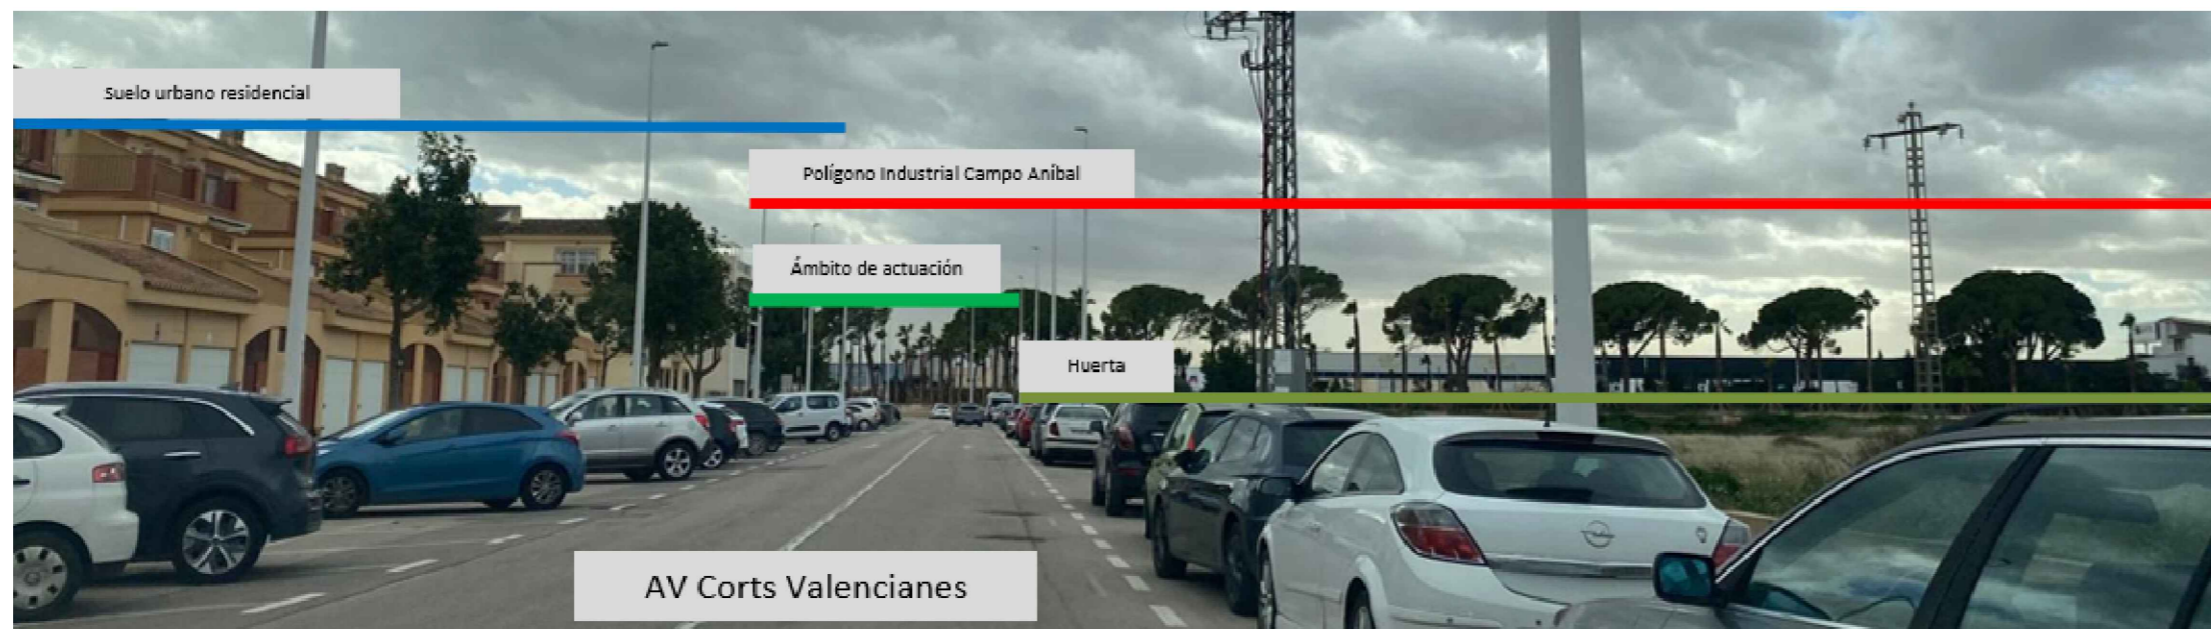 Suelo urbano residencial
Polígono Industrial Campo Aníbal
Ámbito de actuación
Huerta
AV Corts Valencianes